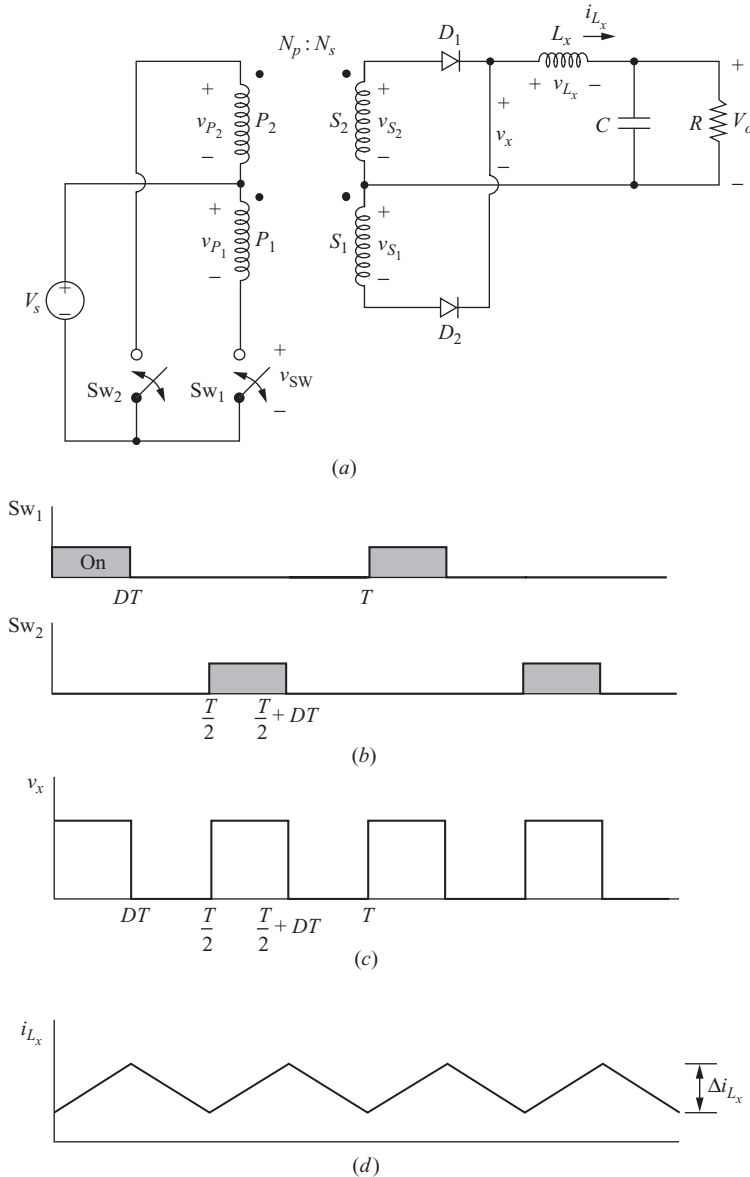 N_p : N_s
D_1
L_x
i_{L_x}
+ v_{L_x} −
+ v_{P_2} −
P_2
S_2
+ v_{S_2} −
+ v_x −
C
R
+ V_o −
+ v_{P_1} −
P_1
S_1
+ v_{S_1} −
D_2
V_s
+
−
Sw_2
Sw_1
+ v_{SW} −
(a)
Sw_1
On
DT
T
Sw_2
T/2
T/2 + DT
(b)
v_x
DT
T/2
T/2 + DT
T
(c)
i_{L_x}
Δi_{L_x}
(d)